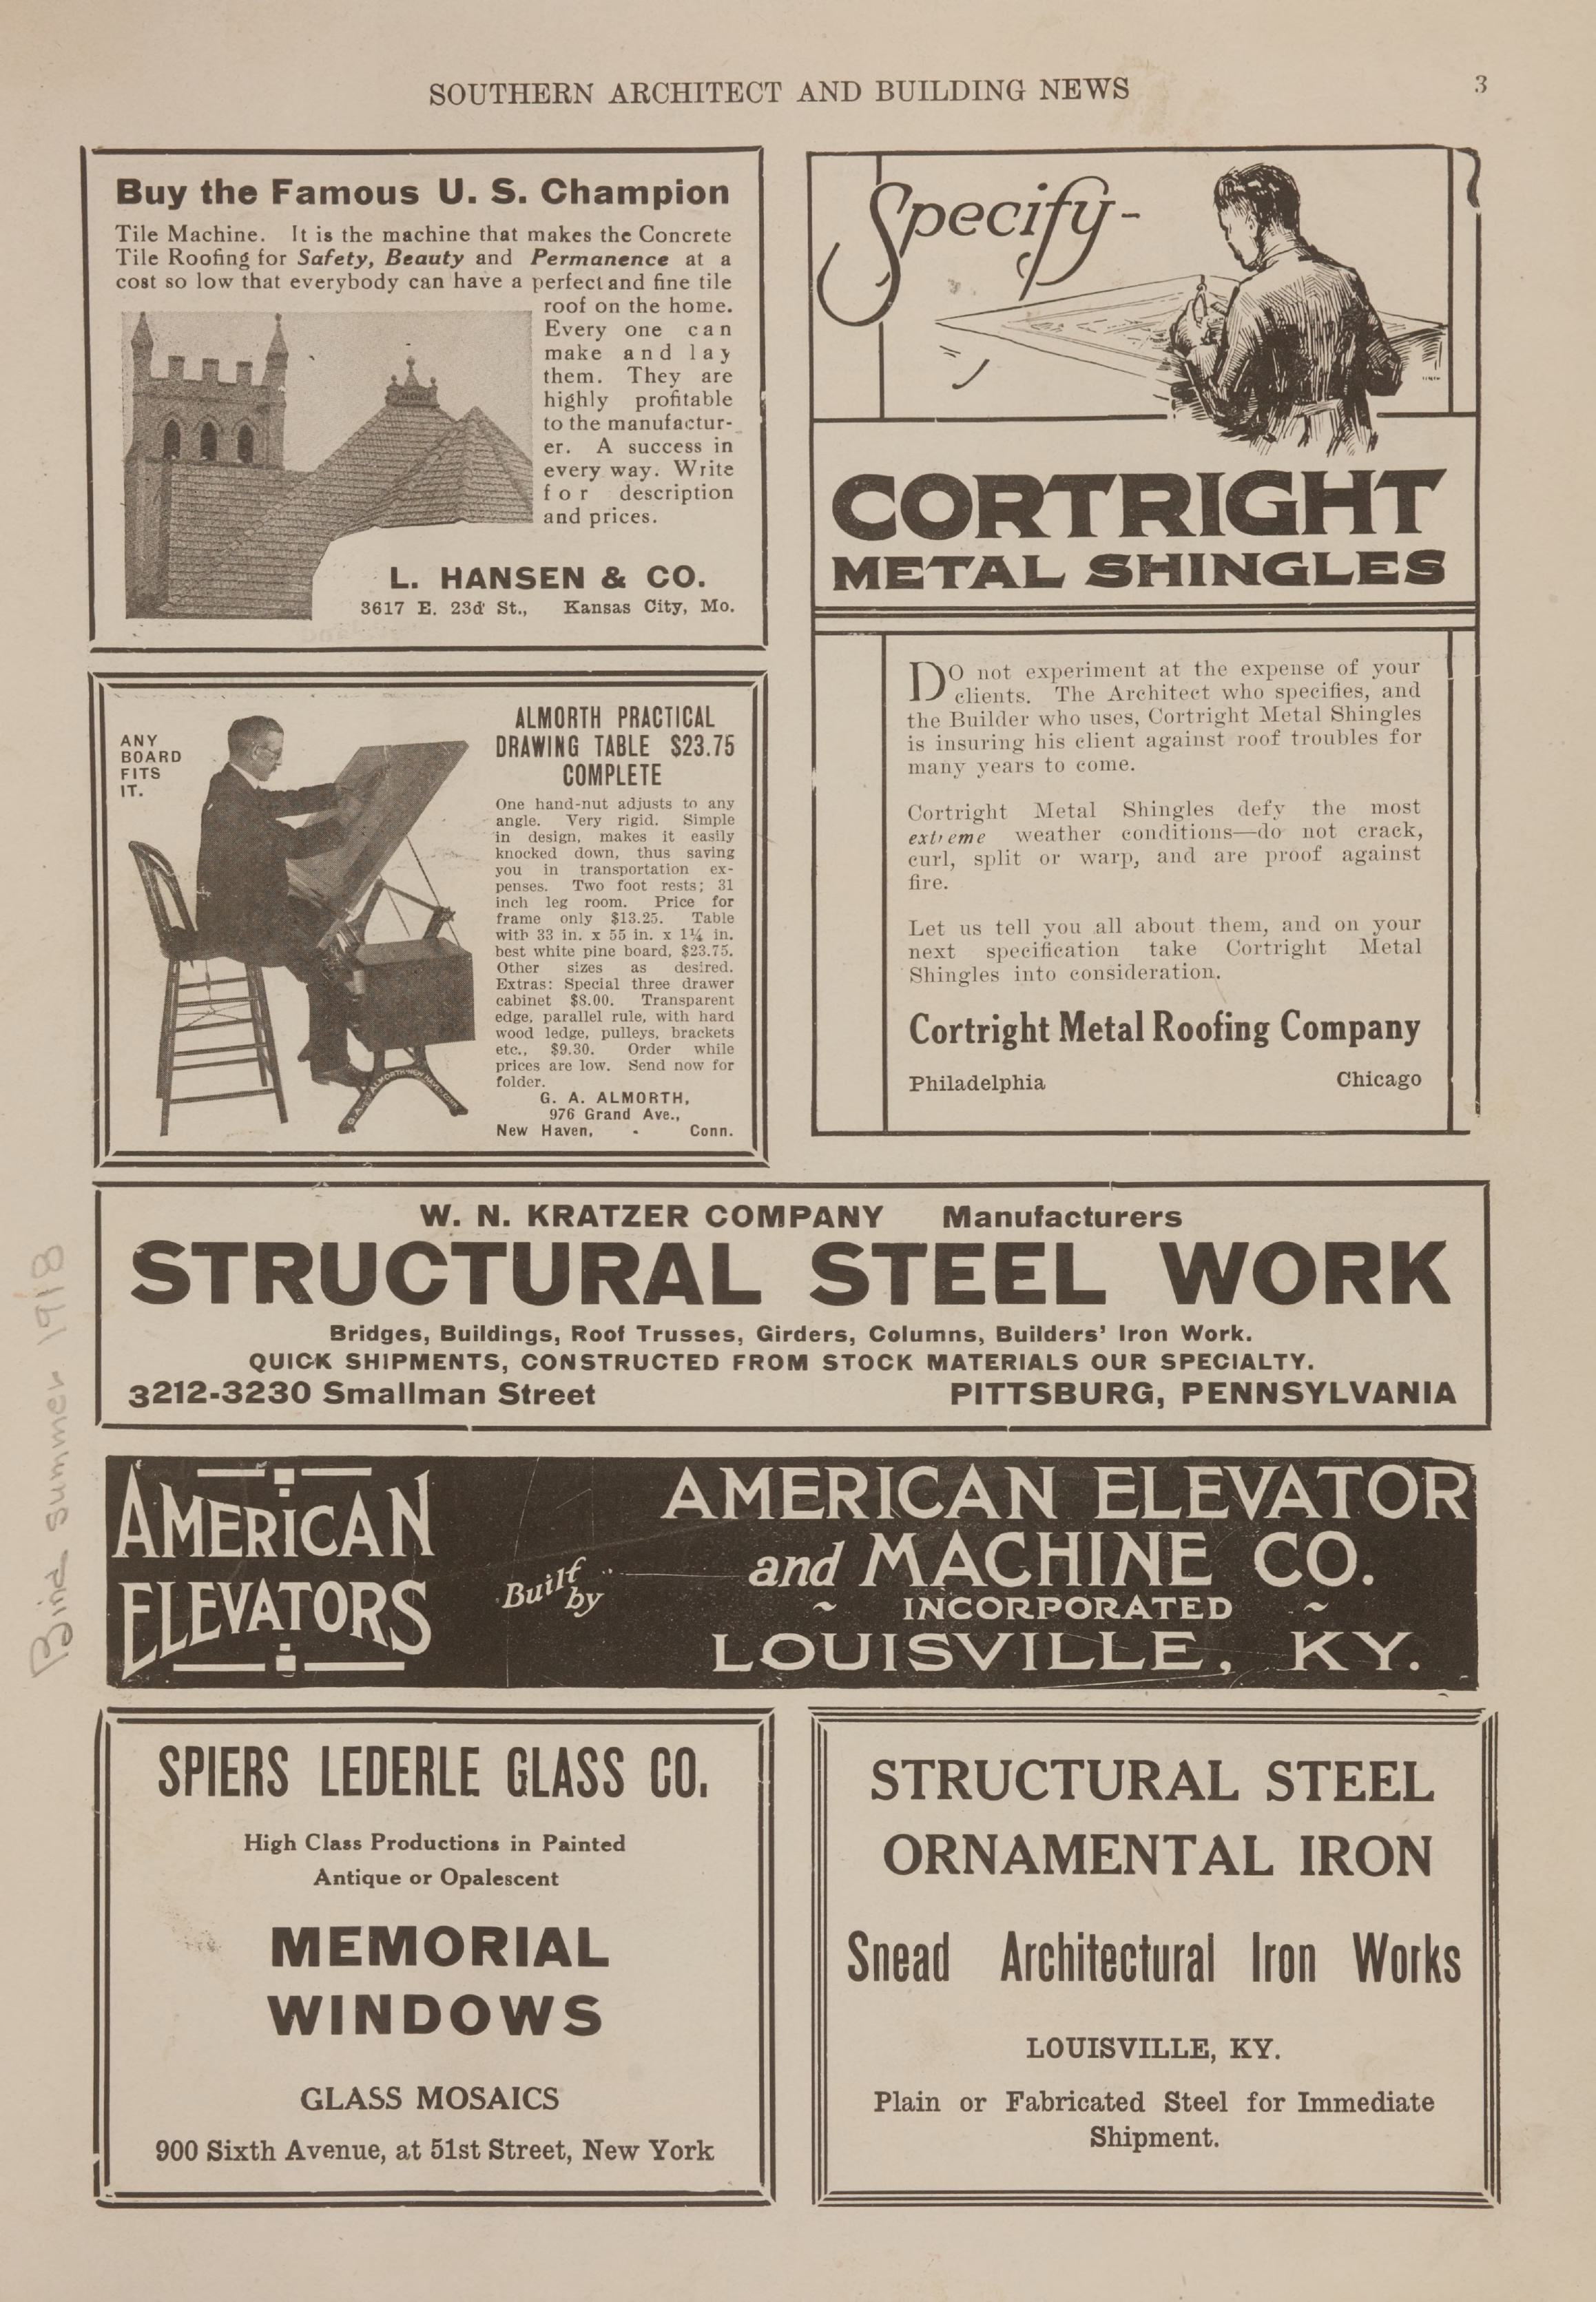 SOUTHERN ARCHITECT AND BUILDING NEWS
3
Buy the Famous U. S. Champion
Tile Machine. It is the machine that makes the Concrete
Tile Roofing for Safety, Beauty and Permanence at a
cost so low that everybody can have a perfect and fine tile
roof on the home.
Every one can
make and lay
them. They are
highly profitable
to the manufactur-
er. A success in
every way. Write
for description
and prices.
L. HANSEN & CO.
3617 E. 23d St., Kansas City, Mo.
ANY
BOARD
FITS
IT.
ALMORTH PRACTICAL
DRAWING TABLE $23.75
COMPLETE
One hand-nut adjusts to any
angle. Very rigid. Simple
in design, makes it easily
knocked down, thus saving
you in transportation ex-
penses. Two foot rests; 31
inch leg room. Price for
frame only $13.25. Table
with 33 in. x 55 in. x 1¼ in.
best white pine board, $23.75.
Other sizes as desired.
Extras: Special three drawer
cabinet $8.00. Transparent
edge, parallel rule, with hard
wood ledge, pulleys, brackets
etc., $9.30. Order while
prices are low. Send now for
folder.
G. A. ALMORTH,
976 Grand Ave.,
New Haven, - Conn.
G. A. ALMORTH NEW HAVEN CONN
Specify-
CORTRIGHT
METAL SHINGLES
DO not experiment at the expense of your
clients. The Architect who specifies, and
the Builder who uses, Cortright Metal Shingles
is insuring his client against roof troubles for
many years to come.
Cortright Metal Shingles defy the most
extreme weather conditions—do not crack,
curl, split or warp, and are proof against
fire.
Let us tell you all about them, and on your
next specification take Cortright Metal
Shingles into consideration.
Cortright Metal Roofing Company
Philadelphia Chicago
W. N. KRATZER COMPANY Manufacturers
STRUCTURAL STEEL WORK
Bridges, Buildings, Roof Trusses, Girders, Columns, Builders' Iron Work.
QUICK SHIPMENTS, CONSTRUCTED FROM STOCK MATERIALS OUR SPECIALTY.
3212-3230 Smallman Street PITTSBURG, PENNSYLVANIA
Bind summer 1918
AMERICAN
ELEVATORS
Built
by
AMERICAN ELEVATOR
and MACHINE CO.
~ INCORPORATED ~
LOUISVILLE, KY.
SPIERS LEDERLE GLASS CO.
High Class Productions in Painted
Antique or Opalescent
MEMORIAL
WINDOWS
GLASS MOSAICS
900 Sixth Avenue, at 51st Street, New York
STRUCTURAL STEEL
ORNAMENTAL IRON
Snead Architectural Iron Works
LOUISVILLE, KY.
Plain or Fabricated Steel for Immediate
Shipment.